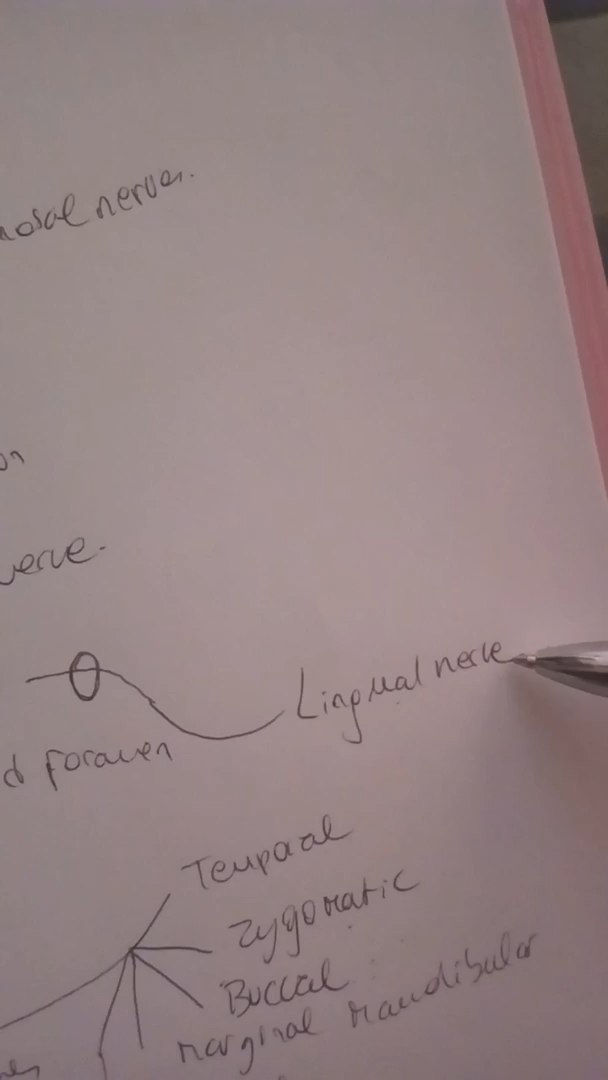 nasal nerves.
on
nerve.
Lingual nerve
d foramen
Temporal
Zygomatic
Buccal
marginal mandibular